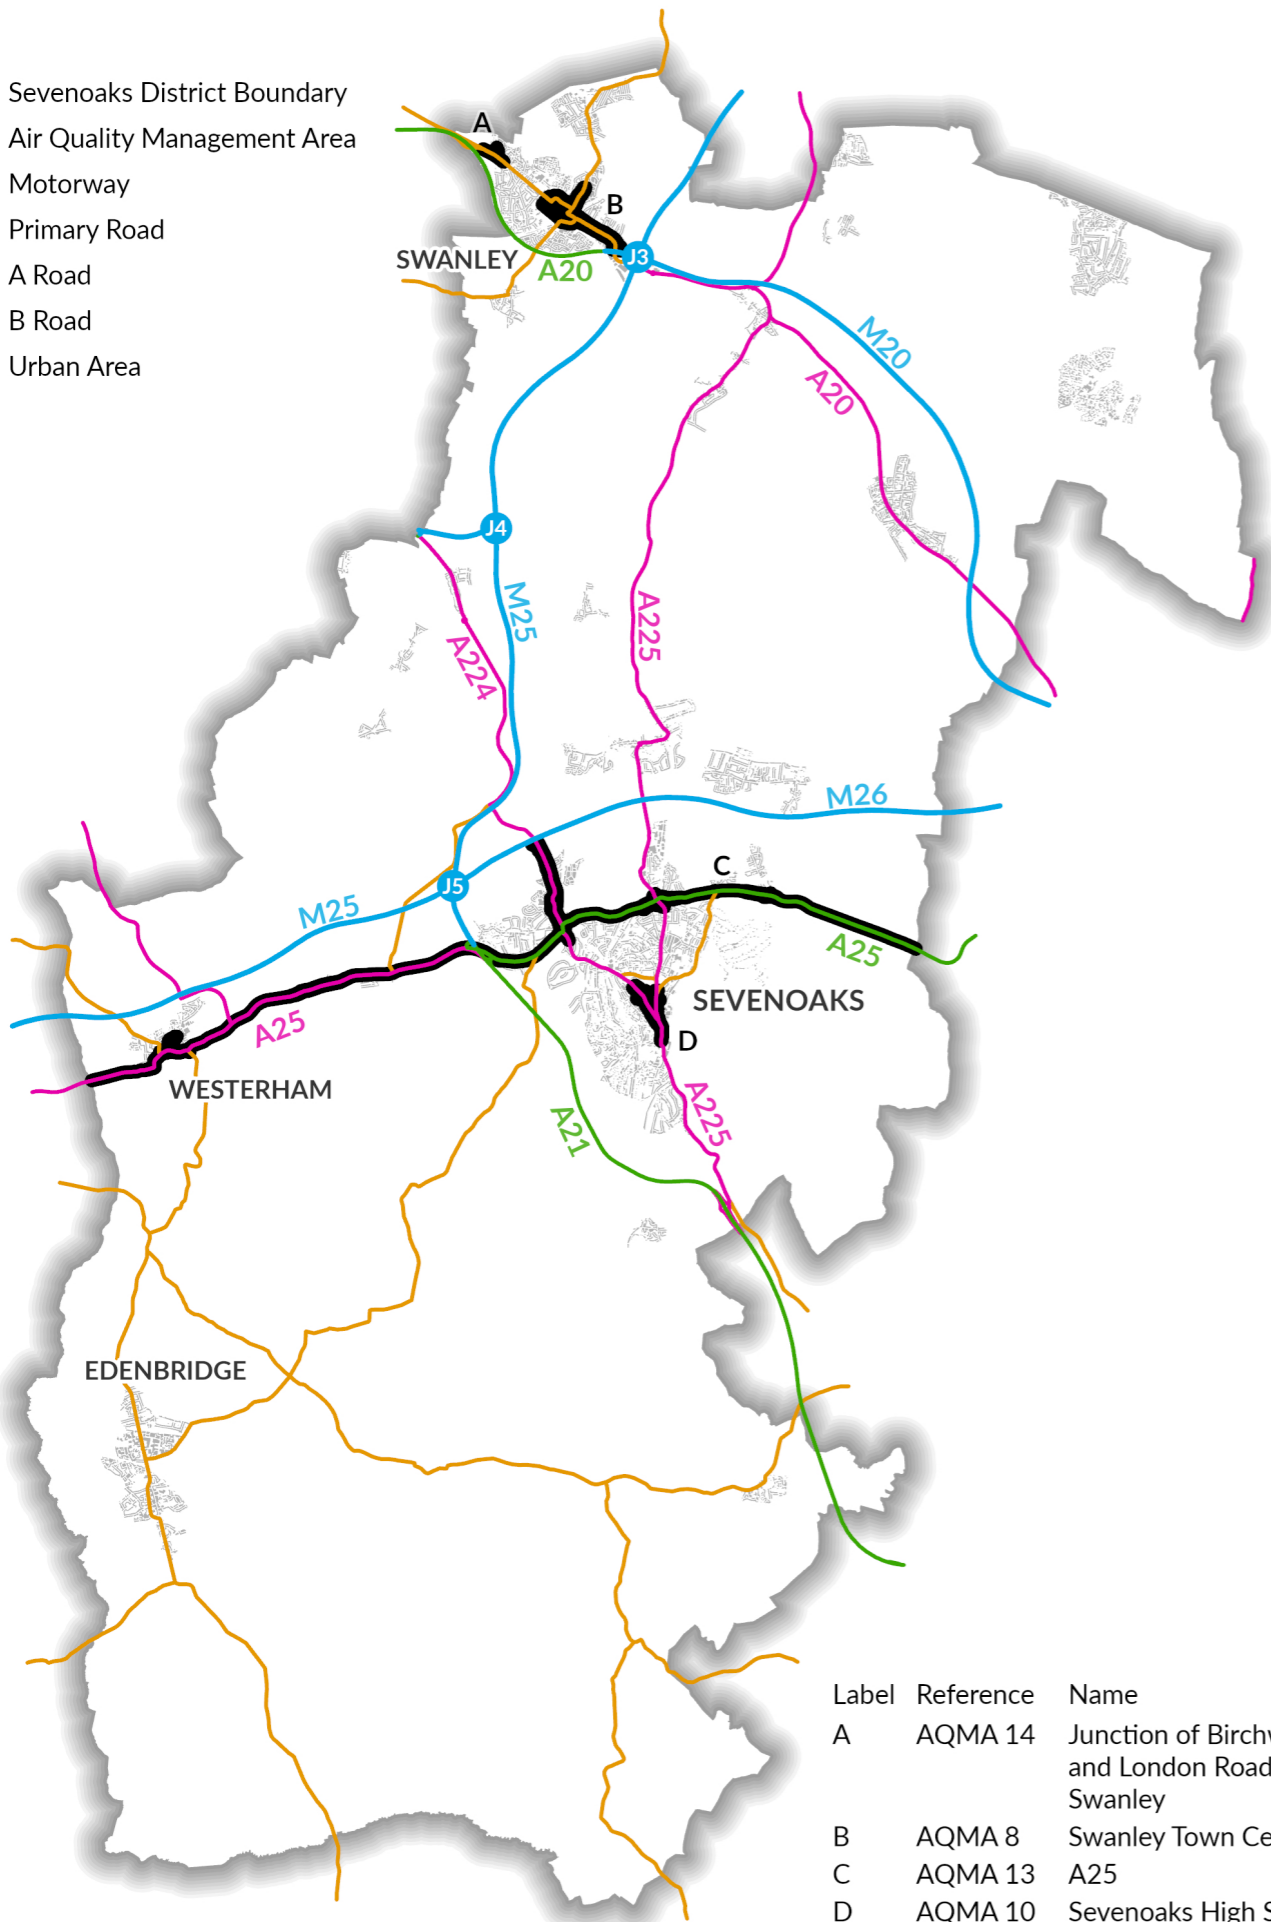 Sevenoaks District Boundary
Air Quality Management Area
Motorway
Primary Road
A Road
B Road
Urban Area
A
B
SWANLEY
A20
J3
M20
A20
J4
M25
A224
A225
M26
C
J5
M25
A25
A25
SEVENOAKS
D
WESTERHAM
A21
A225
EDENBRIDGE
Label Reference Name
A AQMA 14 Junction of Birchw
and London Road
Swanley
B AQMA 8 Swanley Town Ce
C AQMA 13 A25
D AQMA 10 Sevenoaks High S